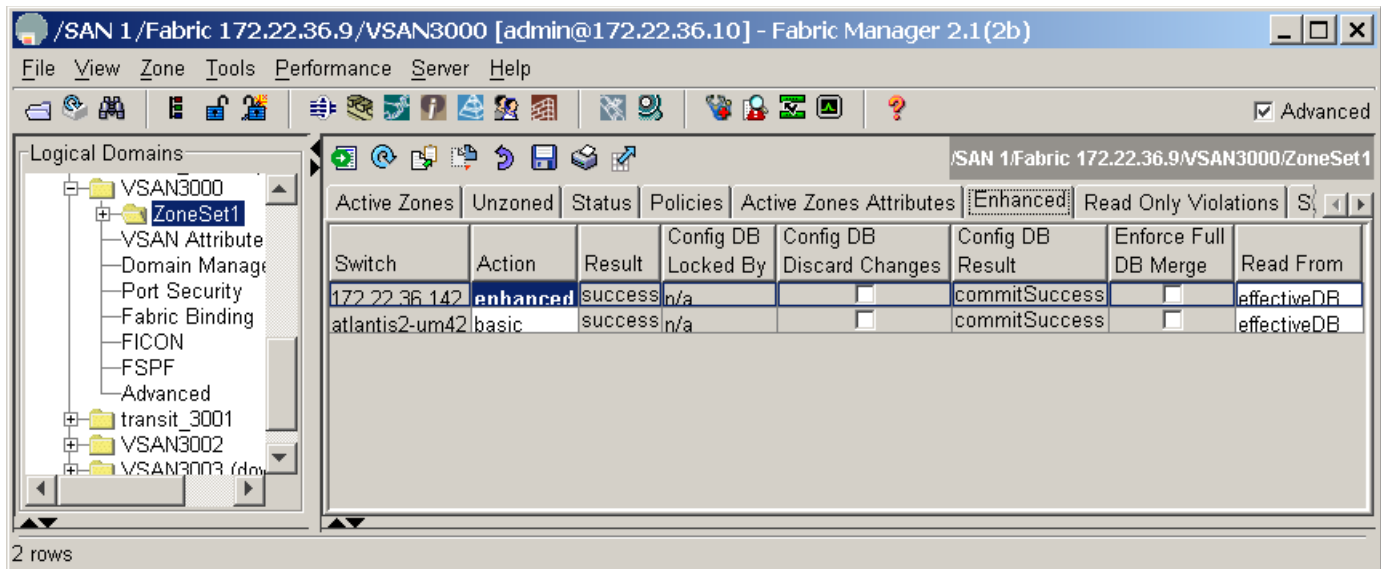 /SAN 1/Fabric 172.22.36.9/VSAN3000 [admin@172.22.36.10] - Fabric Manager 2.1(2b)
File View Zone Tools Performance Server Help
Advanced
Logical Domains
/SAN 1/Fabric 172.22.36.9/VSAN3000/ZoneSet1
VSAN3000
ZoneSet1
VSAN Attribute
Domain Manage
Port Security
Fabric Binding
FICON
FSPF
Advanced
transit_3001
VSAN3002
VSAN3003 (dow
Active Zones Unzoned Status Policies Active Zones Attributes Enhanced Read Only Violations S
Switch Action Result Config DB Locked By Config DB Discard Changes Config DB Result Enforce Full DB Merge Read From
172.22.36.142 enhanced success n/a commitSuccess effectiveDB
atlantis2-um42 basic success n/a commitSuccess effectiveDB
2 rows